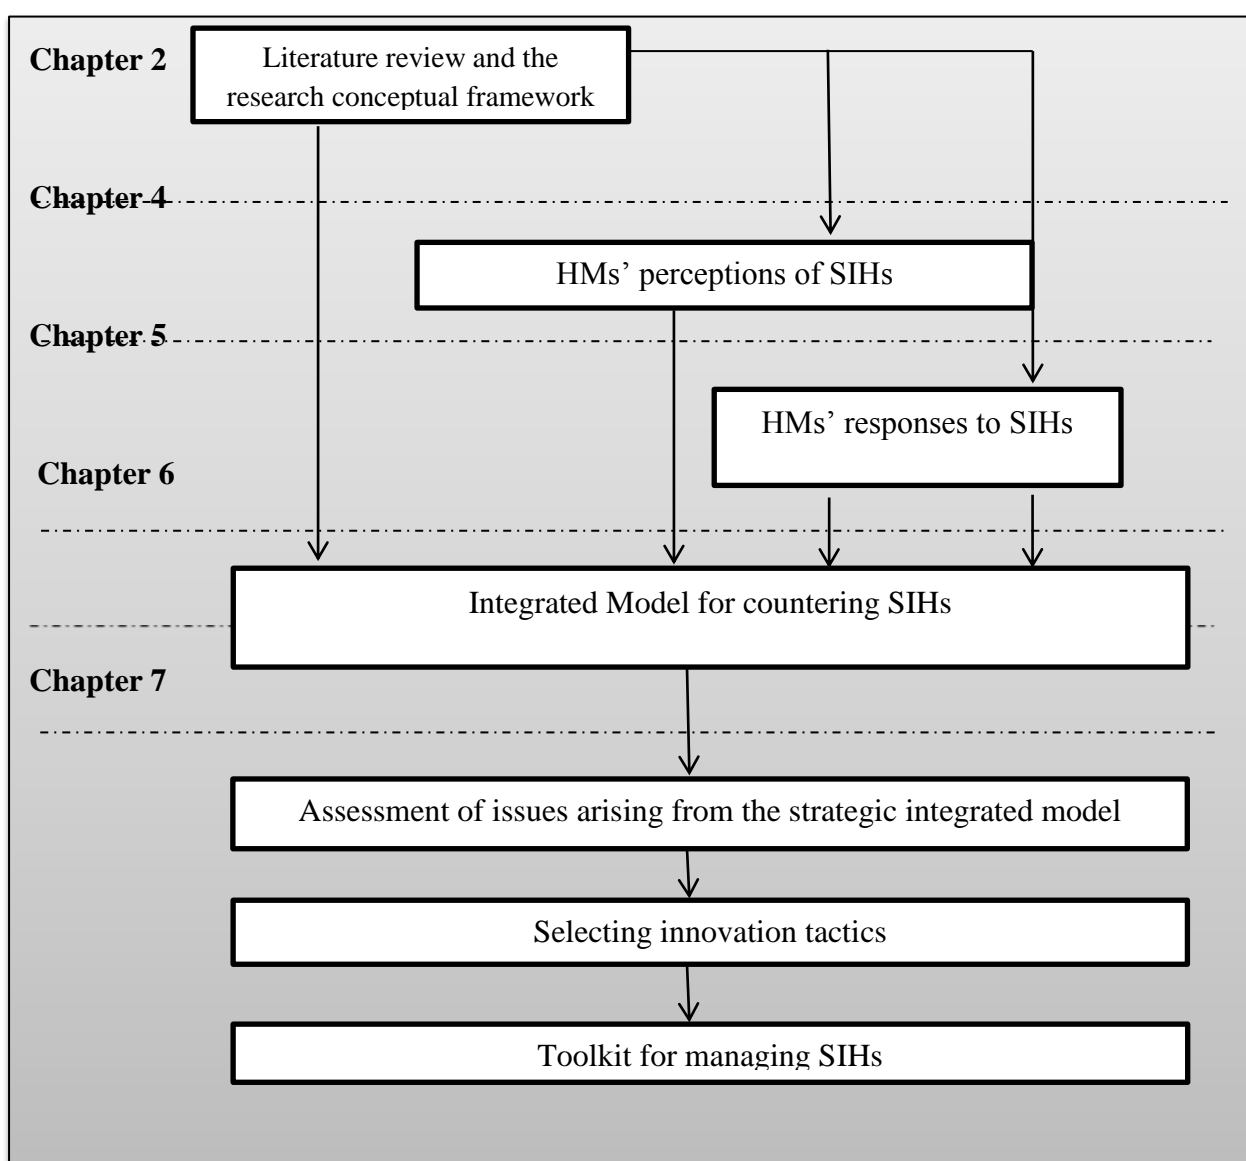 Chapter 2
Literature review and the
research conceptual framework
Chapter 4
HMs’ perceptions of SIHs
Chapter 5
HMs’ responses to SIHs
Chapter 6
Integrated Model for countering SIHs
Chapter 7
Assessment of issues arising from the strategic integrated model
Selecting innovation tactics
Toolkit for managing SIHs